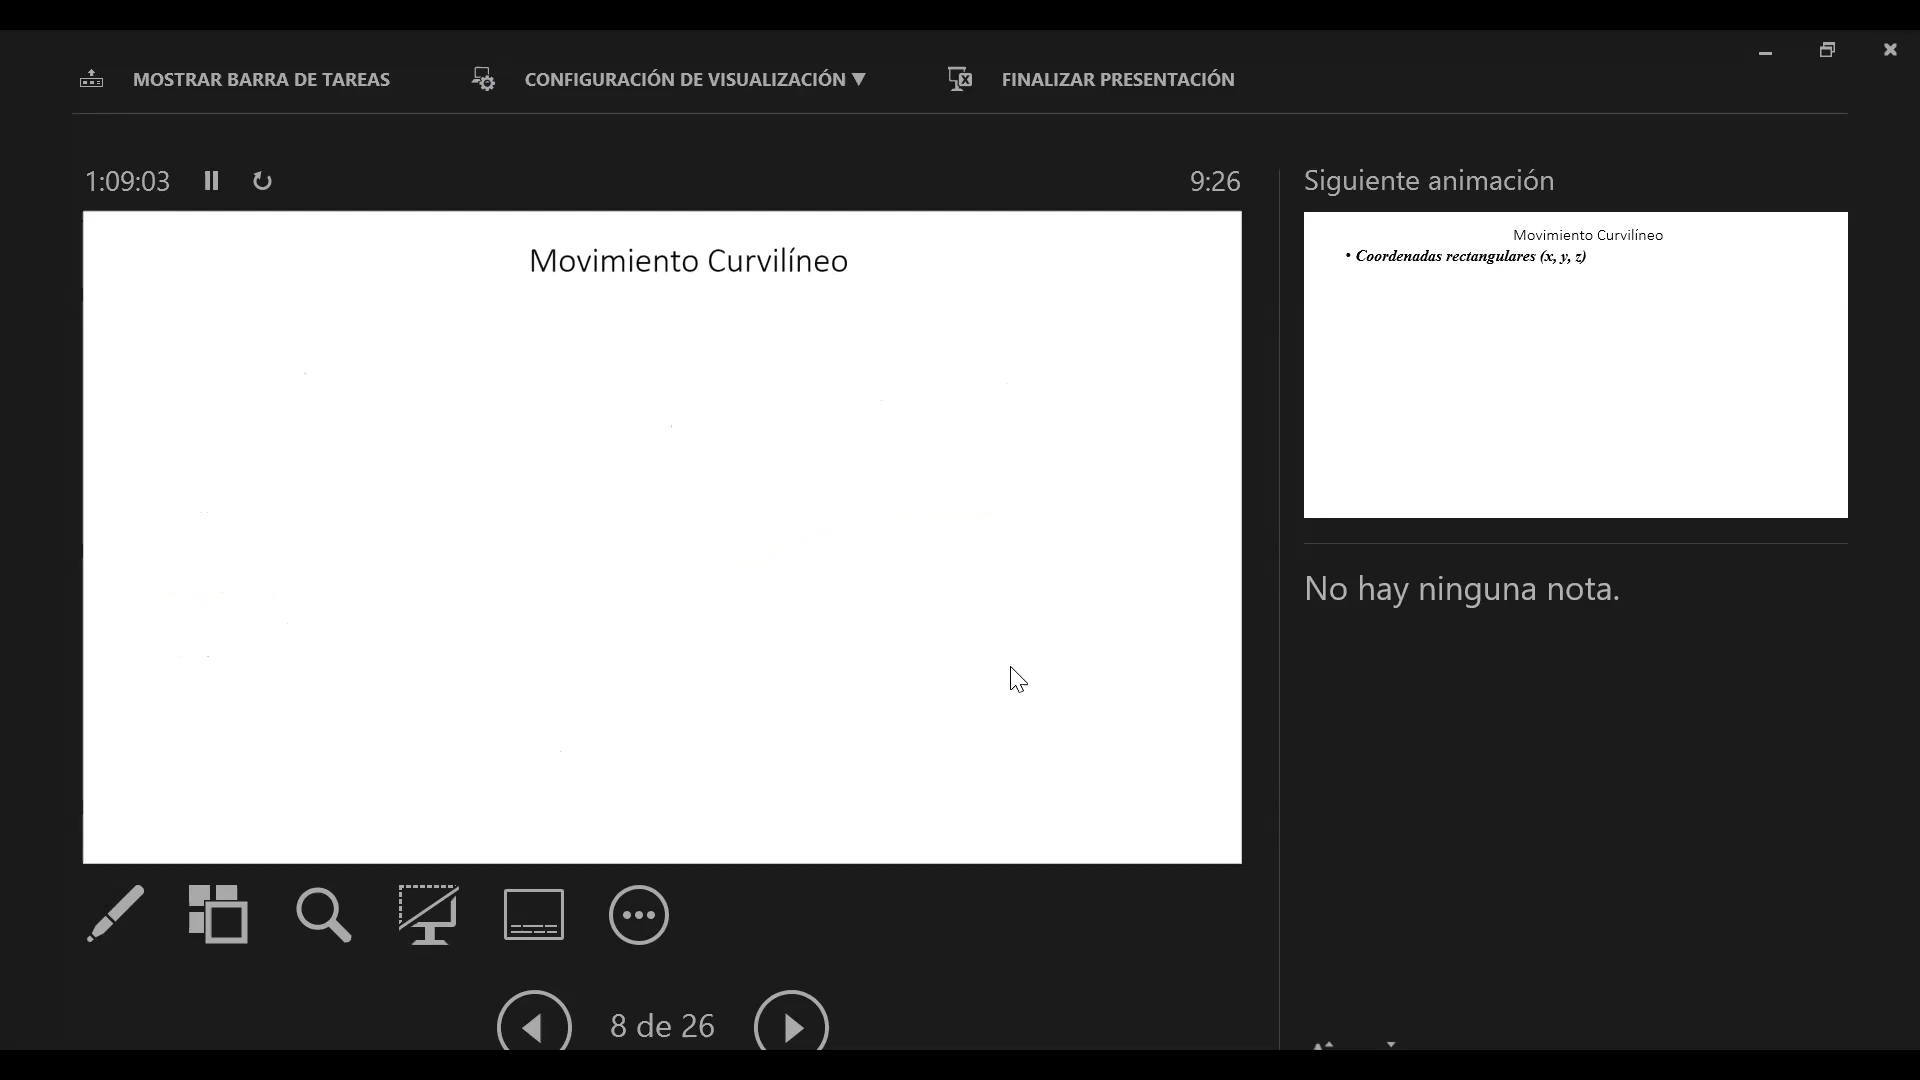 MOSTRAR BARRA DE TAREAS
CONFIGURACIÓN DE VISUALIZACIÓN ▼
FINALIZAR PRESENTACIÓN
1:09:03
9:26
Movimiento Curvilíneo
8 de 26
Siguiente animación
Movimiento Curvilíneo
• Coordenadas rectangulares (x, y, z)
No hay ninguna nota.